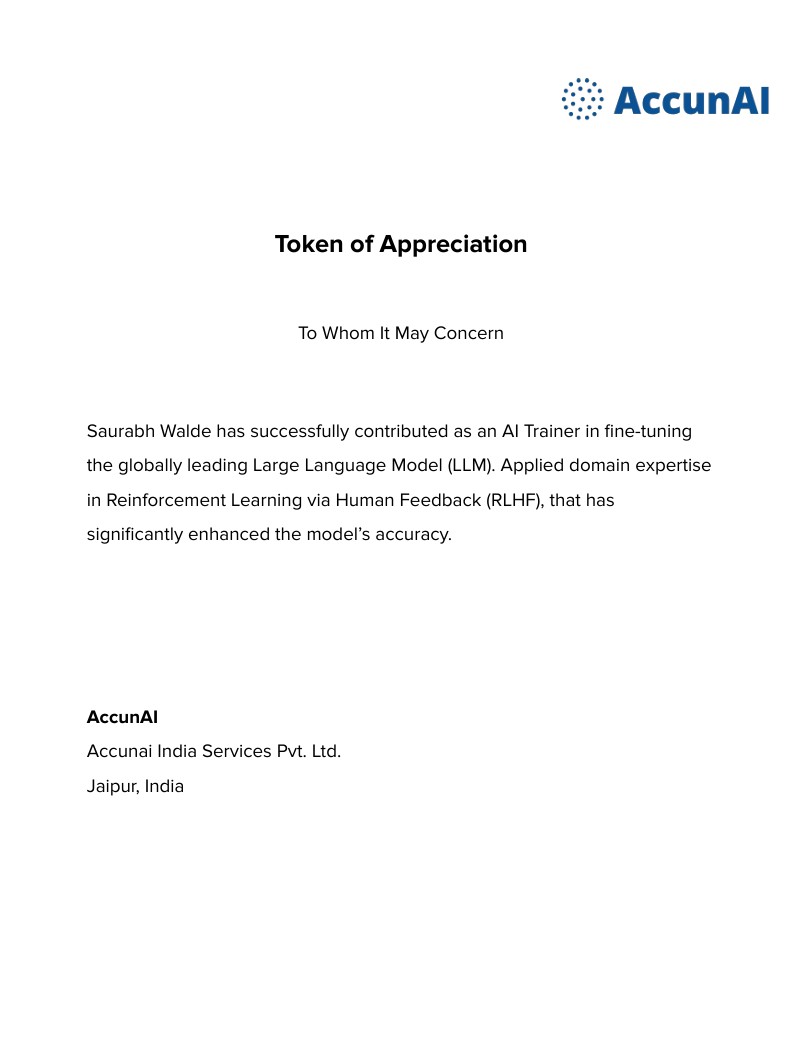 AccunAI
Token of Appreciation
To Whom It May Concern
Saurabh Walde has successfully contributed as an AI Trainer in fine-tuning
the globally leading Large Language Model (LLM). Applied domain expertise
in Reinforcement Learning via Human Feedback (RLHF), that has
significantly enhanced the model’s accuracy.
AccunAI
Accunai India Services Pvt. Ltd.
Jaipur, India